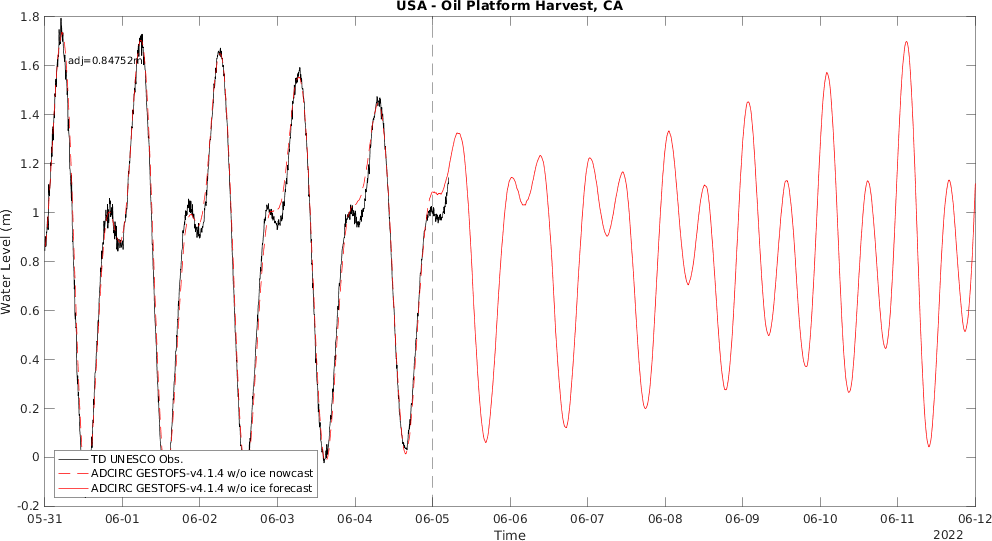 USA - Oil Platform Harvest, CA
adj=0.84752m
Water Level (m)
1.8
1.6
1.4
1.2
1
0.8
0.6
0.4
0.2
0
-0.2
TD UNESCO Obs.
ADCIRC GESTOFS-v4.1.4 w/o ice nowcast
ADCIRC GESTOFS-v4.1.4 w/o ice forecast
05-31 06-01 06-02 06-03 06-04 06-05 06-06 06-07 06-08 06-09 06-10 06-11 06-12
Time
2022